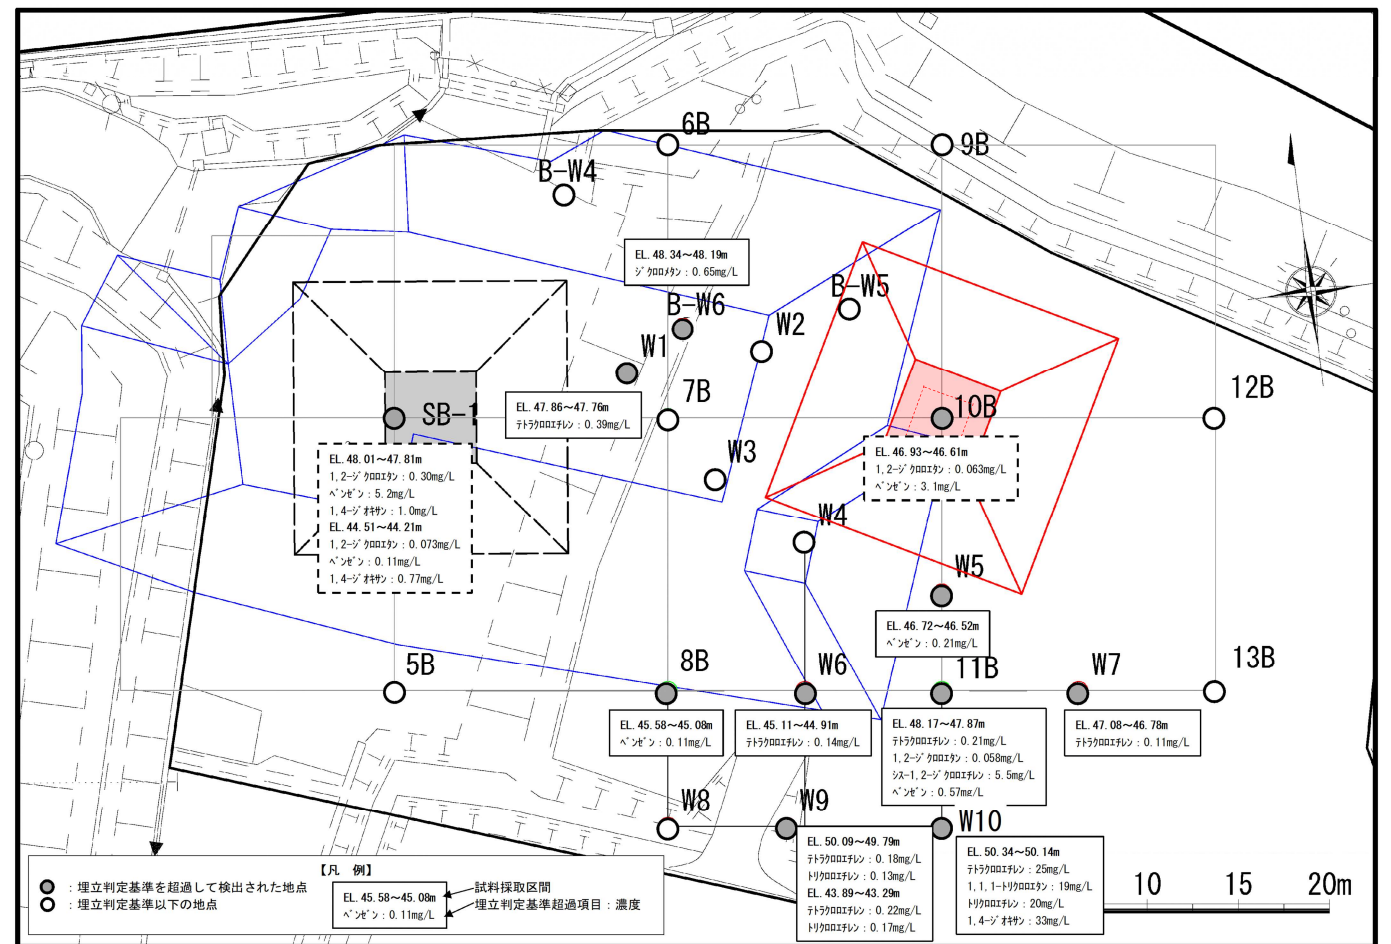 6B
9B
B-W4
EL. 48.34～48.19m
ジクロロメタン : 0.65mg/L
B-W6
B-W5
W1
W2
EL. 47.86～47.76m
テトラクロロエチレン : 0.39mg/L
7B
12B
SB-1
10B
EL. 48.01～47.81m
1,2-ジクロロエタン : 0.30mg/L
ベンゼン : 5.2mg/L
1,4-ジオキサン : 1.0mg/L
EL. 44.51～44.21m
1,2-ジクロロエタン : 0.073mg/L
ベンゼン : 0.11mg/L
1,4-ジオキサン : 0.77mg/L
W3
EL. 46.93～46.61m
1,2-ジクロロエタン : 0.063mg/L
ベンゼン : 3.1mg/L
W4
W5
EL. 46.72～46.52m
ベンゼン : 0.21mg/L
5B
8B
W6
11B
W7
13B
EL. 45.58～45.08m
ベンゼン : 0.11mg/L
EL. 45.11～44.91m
テトラクロロエチレン : 0.14mg/L
EL. 48.17～47.87m
テトラクロロエチレン : 0.21mg/L
1,2-ジクロロエタン : 0.058mg/L
シス-1,2-ジクロロエチレン : 5.5mg/L
ベンゼン : 0.57mg/L
EL. 47.08～46.78m
テトラクロロエチレン : 0.11mg/L
W8
W9
W10
EL. 50.09～49.79m
テトラクロロエチレン : 0.18mg/L
トリクロロエチレン : 0.13mg/L
EL. 43.89～43.29m
テトラクロロエチレン : 0.22mg/L
トリクロロエチレン : 0.17mg/L
EL. 50.34～50.14m
テトラクロロエチレン : 25mg/L
1,1,1-トリクロロエタン : 19mg/L
トリクロロエチレン : 20mg/L
1,4-ジオキサン : 33mg/L
10 15 20m
【凡 例】
: 埋立判定基準を超過して検出された地点
: 埋立判定基準以下の地点
EL. 45.58～45.08m
ベンゼン : 0.11mg/L
試料採取区間
埋立判定基準超過項目 : 濃度